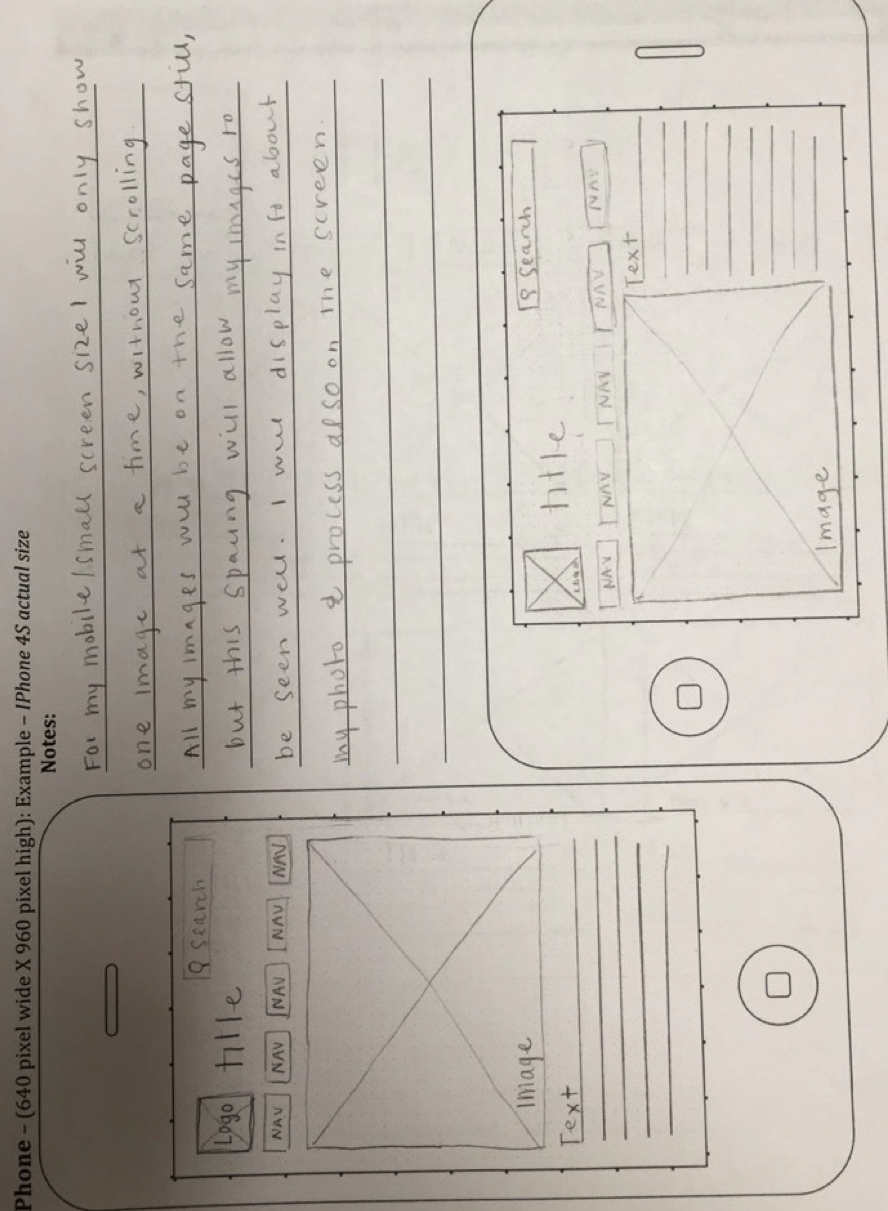 Phone – (640 pixel wide X 960 pixel high): Example – IPhone 4S actual size
Notes:
For my mobile/small screen size I will only show
one image at a time, without scrolling.
All my images will be on the same page still,
but this spacing will allow my images to
be seen well. I will display info about
my photo & process also on the screen.
Search
Logo title
NAV NAV NAV NAV NAV
Image
Text
Search
Logo title
NAV NAV NAV NAV NAV
Text
Image